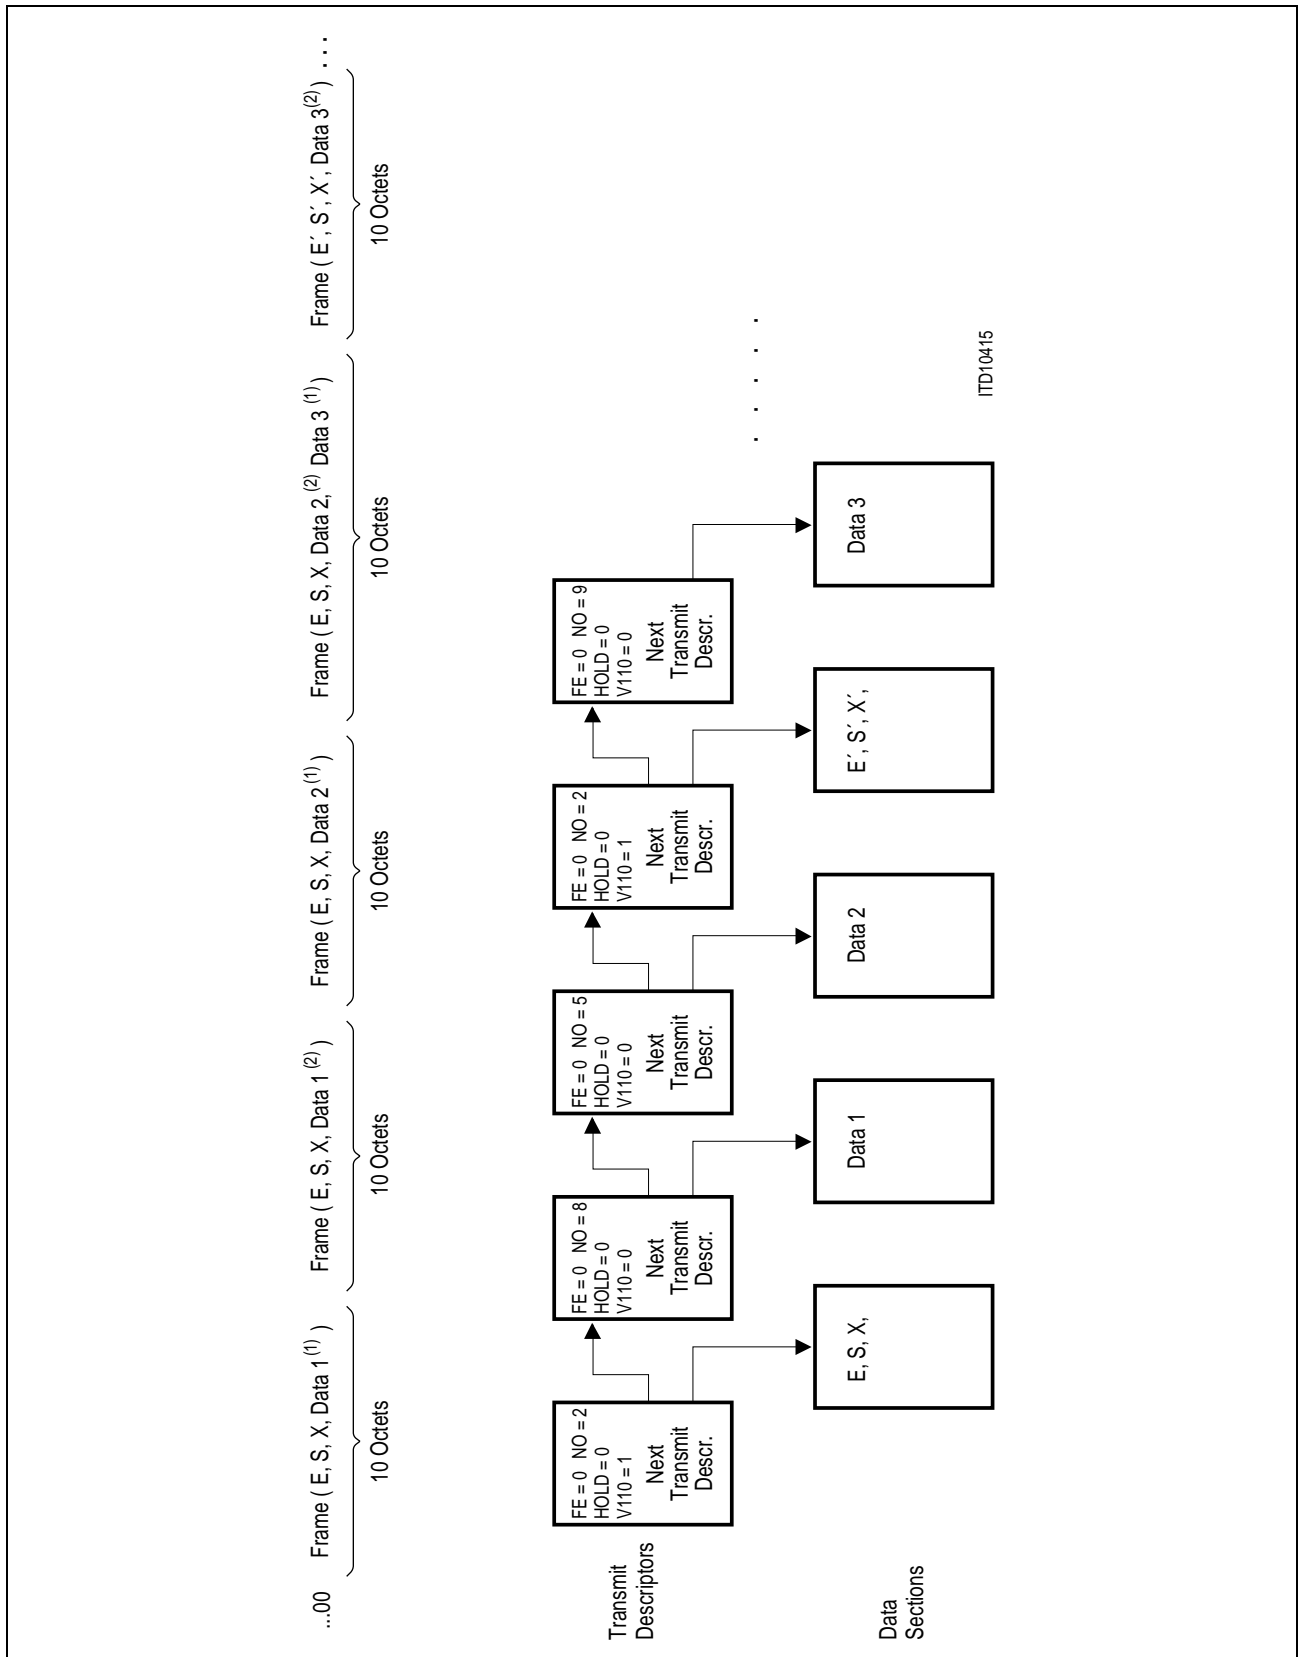 ...00
Frame ( E, S, X, Data 1 (1) )
10 Octets
Frame ( E, S, X, Data 1 (2) )
10 Octets
Frame ( E, S, X, Data 2 (1) )
10 Octets
Frame ( E, S, X, Data 2, (2) Data 3 (1) )
10 Octets
Frame ( E´, S´, X´, Data 3 (2) )
10 Octets
...
Transmit
Descriptors
FE = 0 NO = 2
HOLD = 0
V110 = 1
Next
Transmit
Descr.
FE = 0 NO = 8
HOLD = 0
V110 = 0
Next
Transmit
Descr.
FE = 0 NO = 5
HOLD = 0
V110 = 0
Next
Transmit
Descr.
FE = 0 NO = 2
HOLD = 0
V110 = 1
Next
Transmit
Descr.
FE = 0 NO = 9
HOLD = 0
V110 = 0
Next
Transmit
Descr.
. . . . .
Data
Sections
E, S, X,
Data 1
Data 2
E´, S´, X´,
Data 3
ITD10415